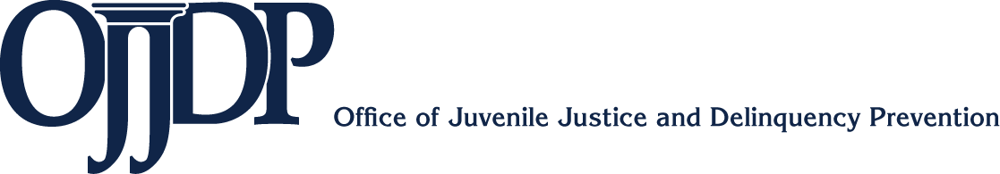 OJJDP
Office of Juvenile Justice and Delinquency Prevention